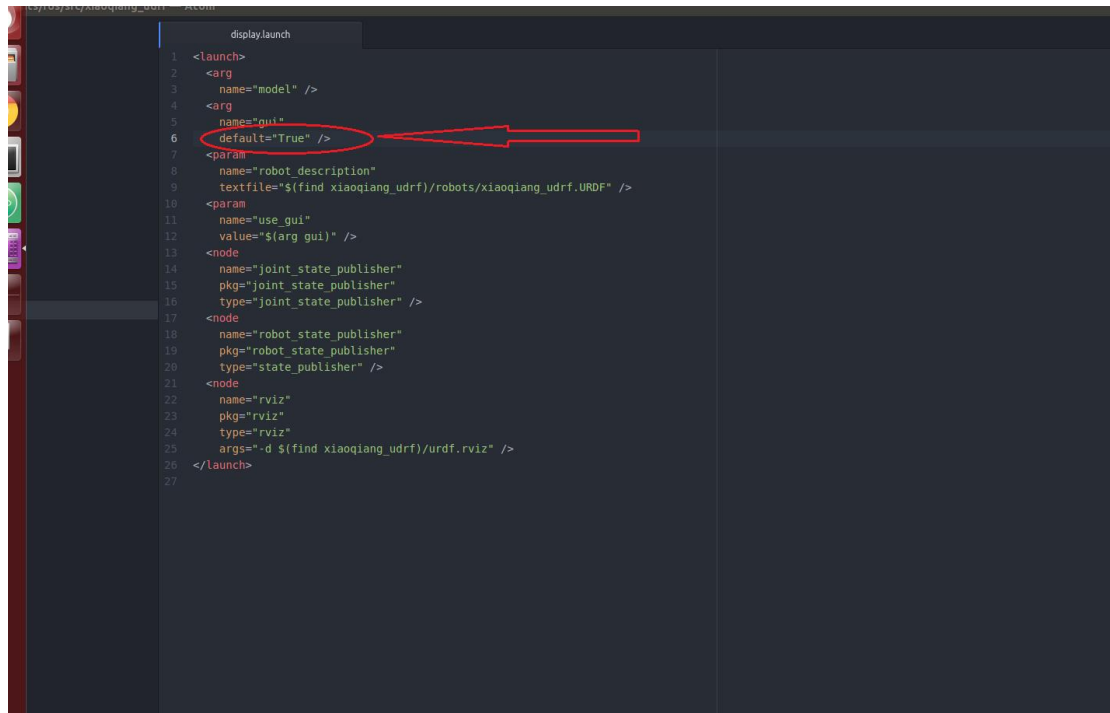 display.launch
1 <launch>
2 <arg
3 name="model" />
4 <arg
5 name="gui"
6 default="True" />
7 <param
8 name="robot_description"
9 textfile="$(find xiaoqiang_udrf)/robots/xiaoqiang_udrf.URDF" />
10 <param
11 name="use_gui"
12 value="$(arg gui)" />
13 <node
14 name="joint_state_publisher"
15 pkg="joint_state_publisher"
16 type="joint_state_publisher" />
17 <node
18 name="robot_state_publisher"
19 pkg="robot_state_publisher"
20 type="state_publisher" />
21 <node
22 name="rviz"
23 pkg="rviz"
24 type="rviz"
25 args="-d $(find xiaoqiang_udrf)/urdf.rviz" />
26 </launch>
27